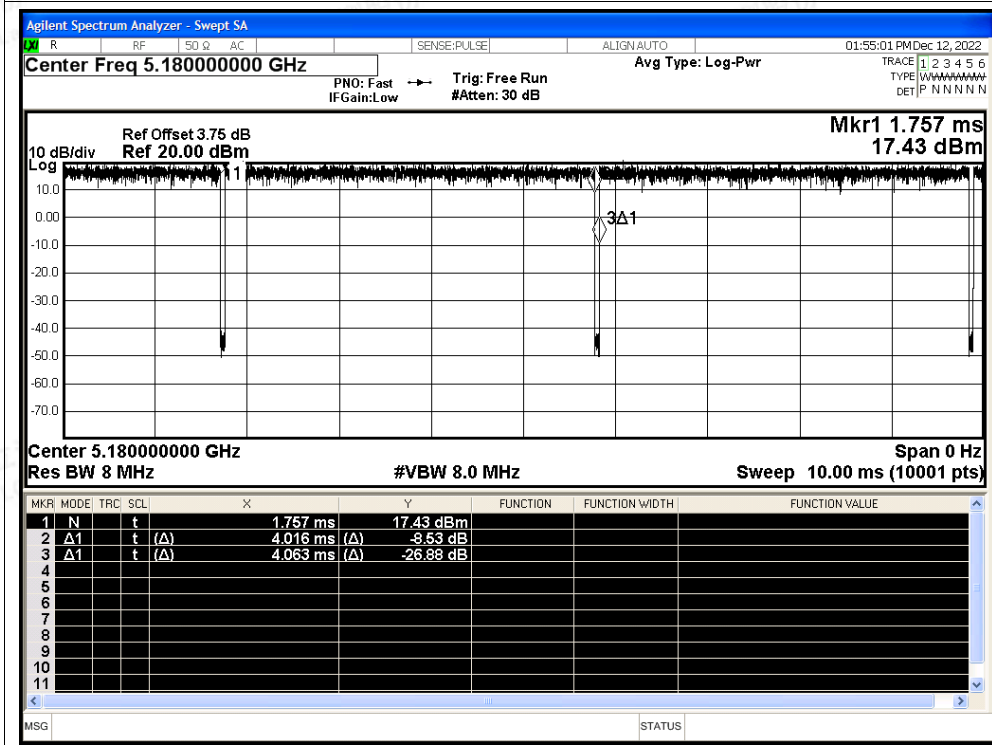 Agilent Spectrum Analyzer - Swept SA
LXI R RF 50 Ω AC SENSE:PULSE ALIGN AUTO 01:55:01 PM Dec 12, 2022
Center Freq 5.180000000 GHz
PNO: Fast
IFGain:Low
Trig: Free Run
#Atten: 30 dB
Avg Type: Log-Pwr
TRACE 1 2 3 4 5 6
TYPE
DET P N N N N N
Mkr1 1.757 ms
17.43 dBm
Ref Offset 3.75 dB
10 dB/div Ref 20.00 dBm
Log
1
10.0
0.00
3Δ1
-10.0
-20.0
-30.0
-40.0
-50.0
-60.0
-70.0
Center 5.180000000 GHz Span 0 Hz
Res BW 8 MHz #VBW 8.0 MHz Sweep 10.00 ms (10001 pts)
MKR MODE TRC SCL X Y FUNCTION FUNCTION WIDTH FUNCTION VALUE
1 N t 1.757 ms 17.43 dBm
2 Δ1 t (Δ) 4.016 ms (Δ) -8.53 dB
3 Δ1 t (Δ) 4.063 ms (Δ) -26.88 dB
4
5
6
7
8
9
10
11
MSG STATUS